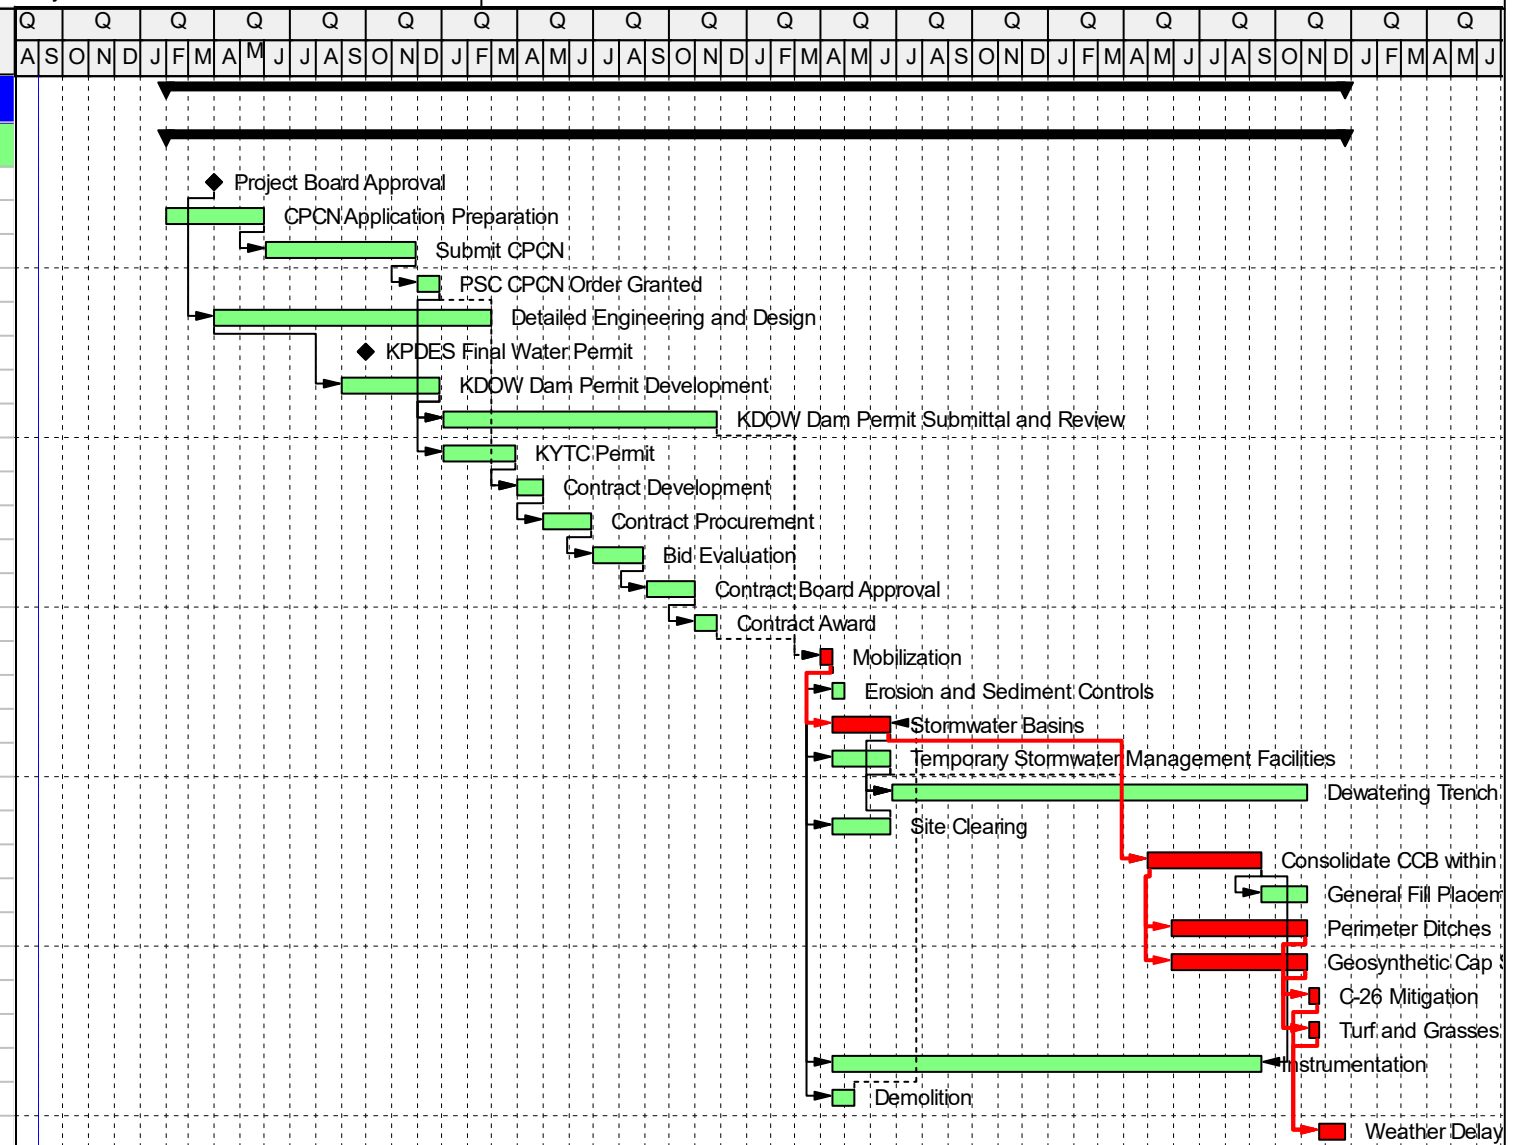 Q Q Q Q Q Q Q Q Q Q Q Q Q Q Q Q Q Q Q Q
A S O N D J F M A M J J A S O N D J F M A M J J A S O N D J F M A M J J A S O N D J F M A M J J A S O N D J F M A M J
Project Board Approval
CPCN Application Preparation
Submit CPCN
PSC CPCN Order Granted
Detailed Engineering and Design
KPDES Final Water Permit
KDOW Dam Permit Development
KDOW Dam Permit Submittal and Review
KYTC Permit
Contract Development
Contract Procurement
Bid Evaluation
Contract Board Approval
Contract Award
Mobilization
Erosion and Sediment Controls
Stormwater Basins
Temporary Stormwater Management Facilities
Dewatering Trench
Site Clearing
Consolidate CCB within
General Fill Placem
Perimeter Ditches
Geosynthetic Cap
C-26 Mitigation
Turf and Grasses
Instrumentation
Demolition
Weather Delay